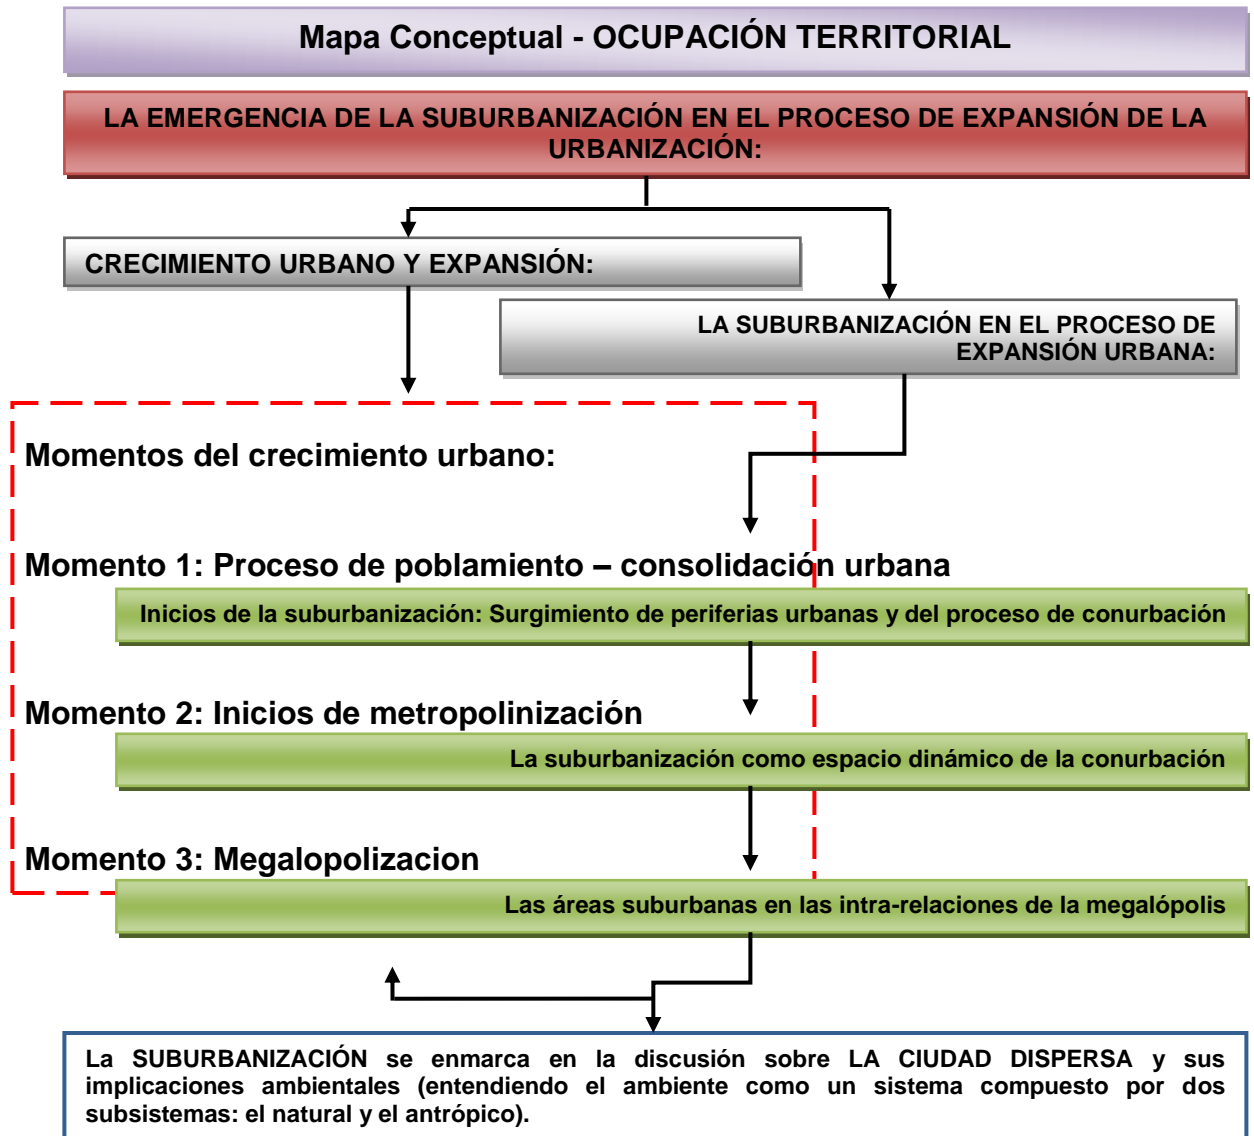 Mapa Conceptual - OCUPACIÓN TERRITORIAL
LA EMERGENCIA DE LA SUBURBANIZACIÓN EN EL PROCESO DE EXPANSIÓN DE LA
URBANIZACIÓN:
CRECIMIENTO URBANO Y EXPANSIÓN:
LA SUBURBANIZACIÓN EN EL PROCESO DE
EXPANSIÓN URBANA:
Momentos del crecimiento urbano:
Momento 1: Proceso de poblamiento – consolidación urbana
Inicios de la suburbanización: Surgimiento de periferias urbanas y del proceso de conurbación
Momento 2: Inicios de metropolinización
La suburbanización como espacio dinámico de la conurbación
Momento 3: Megalopolizacion
Las áreas suburbanas en las intra-relaciones de la megalópolis
La SUBURBANIZACIÓN se enmarca en la discusión sobre LA CIUDAD DISPERSA y sus
implicaciones ambientales (entendiendo el ambiente como un sistema compuesto por dos
subsistemas: el natural y el antrópico).